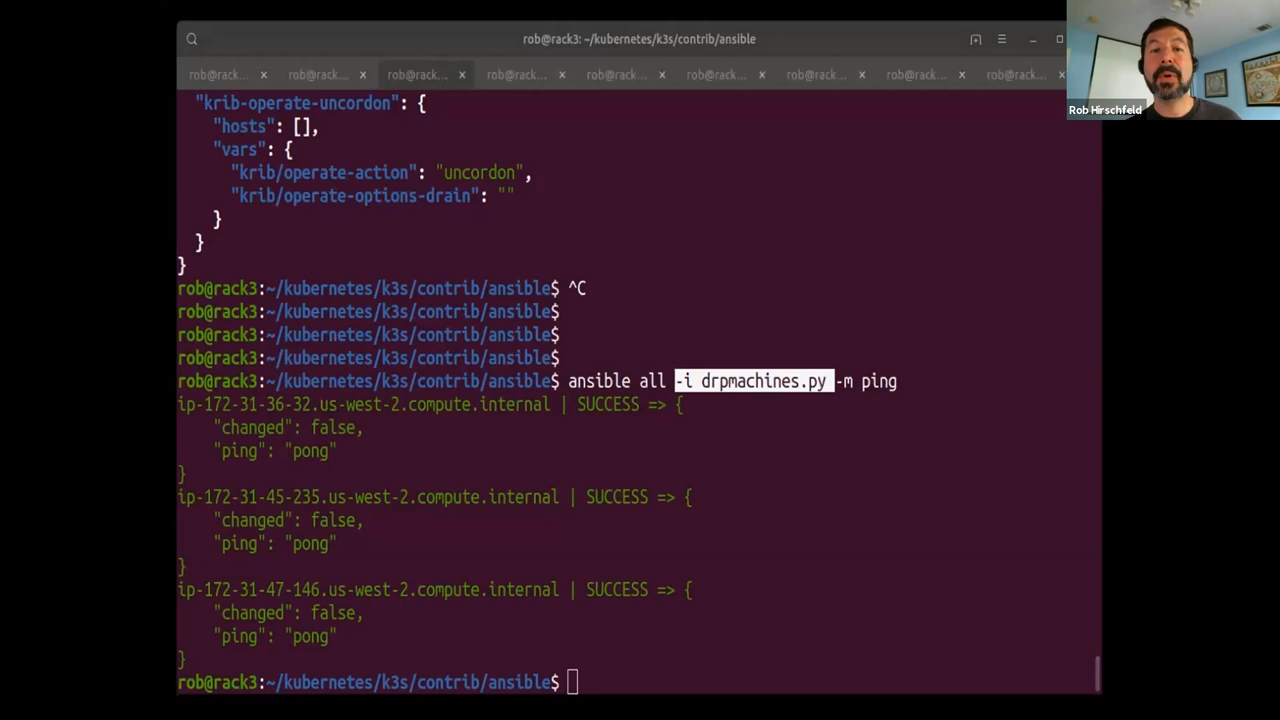 rob@rack3: ~/kubernetes/k3s/contrib/ansible
rob@rack... × rob@rack... × rob@rack... × rob@rack... × rob@rack... × rob@rack... × rob@rack... × rob@rack... × rob@rack... ×
Rob Hirschfeld
"krib-operate-uncordon": {
"hosts": [],
"vars": {
"krib/operate-action": "uncordon",
"krib/operate-options-drain": ""
}
}
}
rob@rack3:~/kubernetes/k3s/contrib/ansible$ ^C
rob@rack3:~/kubernetes/k3s/contrib/ansible$
rob@rack3:~/kubernetes/k3s/contrib/ansible$
rob@rack3:~/kubernetes/k3s/contrib/ansible$
rob@rack3:~/kubernetes/k3s/contrib/ansible$ ansible all -i drpmachines.py -m ping
ip-172-31-36-32.us-west-2.compute.internal | SUCCESS => {
"changed": false,
"ping": "pong"
}
ip-172-31-45-235.us-west-2.compute.internal | SUCCESS => {
"changed": false,
"ping": "pong"
}
ip-172-31-47-146.us-west-2.compute.internal | SUCCESS => {
"changed": false,
"ping": "pong"
}
rob@rack3:~/kubernetes/k3s/contrib/ansible$